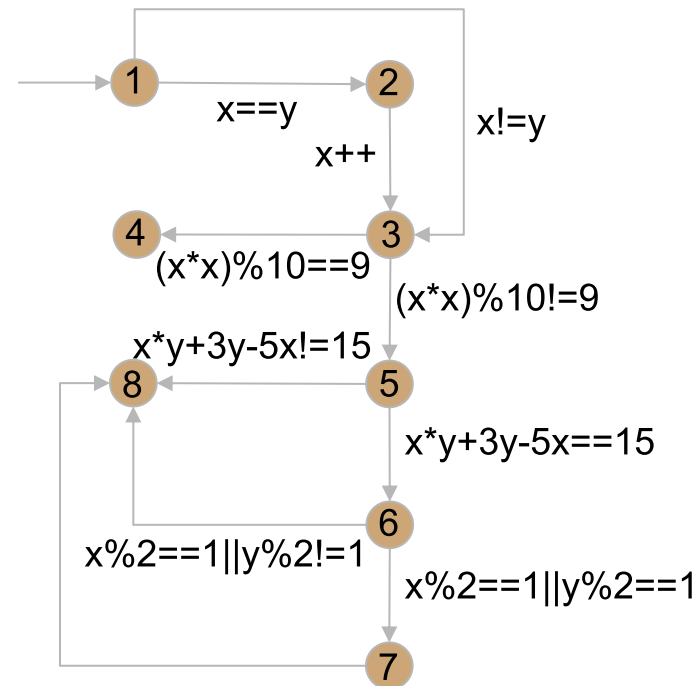 1
2
x==y
x!=y
x++
4
3
(x*x)%10==9
(x*x)%10!=9
x*y+3y-5x!=15
8
5
x*y+3y-5x==15
6
x%2==1||y%2!=1
x%2==1||y%2==1
7